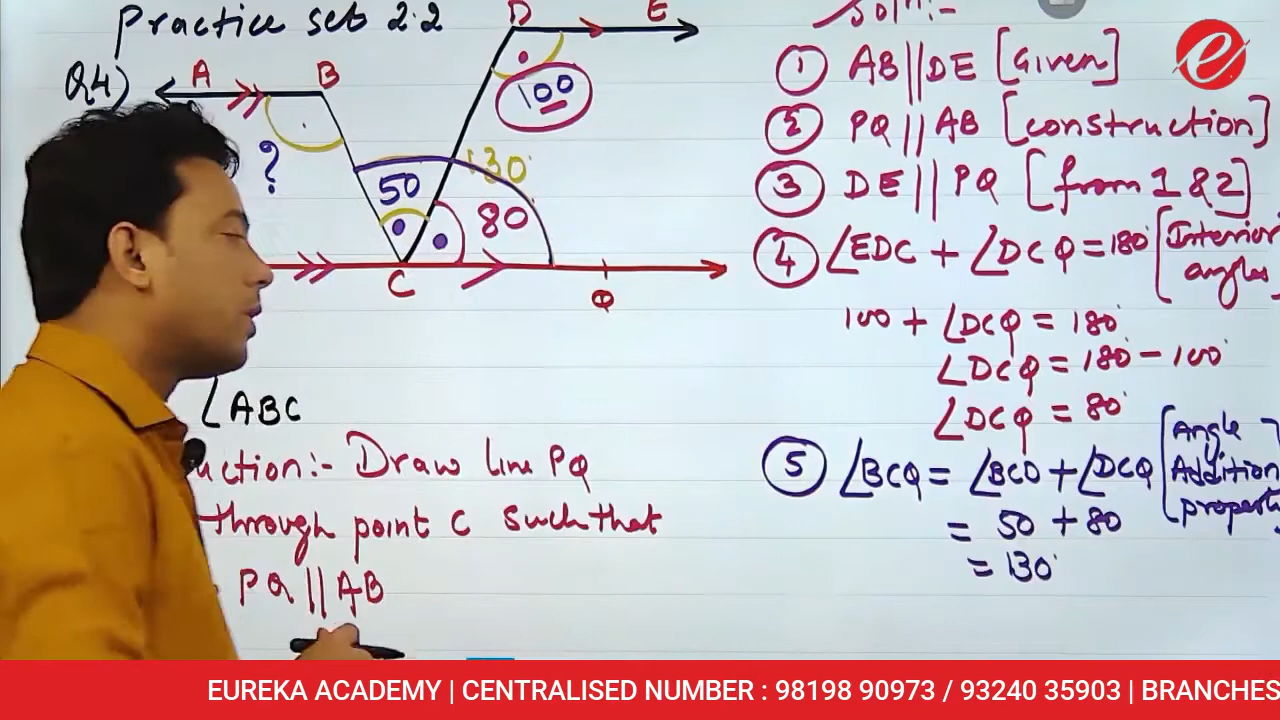 Practice set 2.2
Q4)
A
B
D
E
100
?
50
130°
80
C
Q
∠ABC
uction:- Draw line PQ
through point C such that
PQ || AB
Soln:-
① AB||DE [Given]
② PQ || AB [construction]
③ DE || PQ [from 1 & 2]
④ ∠EDC + ∠DCQ = 180° [Interior
angles]
100 + ∠DCQ = 180°
∠DCQ = 180° - 100°
∠DCQ = 80°
⑤ ∠BCQ = ∠BCD + ∠DCQ [Angle
Addition
property
= 50 + 80
= 130°
e
EUREKA ACADEMY | CENTRALISED NUMBER : 98198 90973 / 93240 35903 | BRANCHES